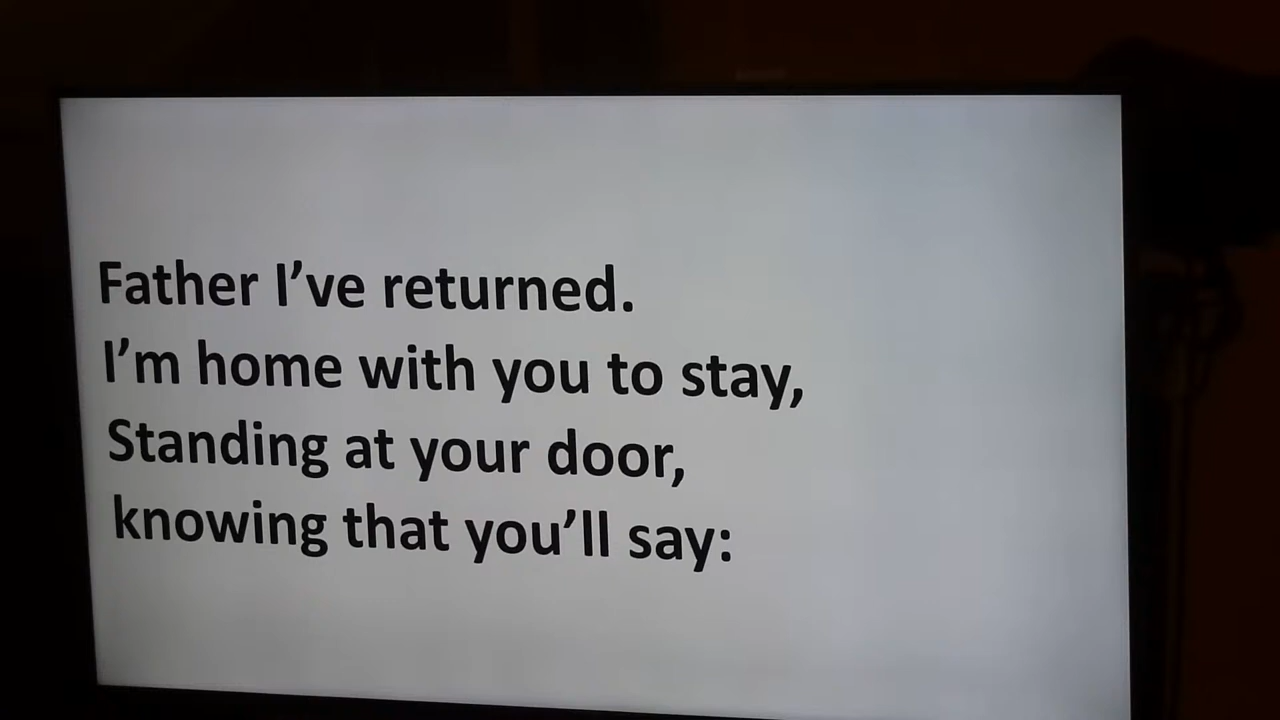 Father I’ve returned.
I’m home with you to stay,
Standing at your door,
knowing that you’ll say: